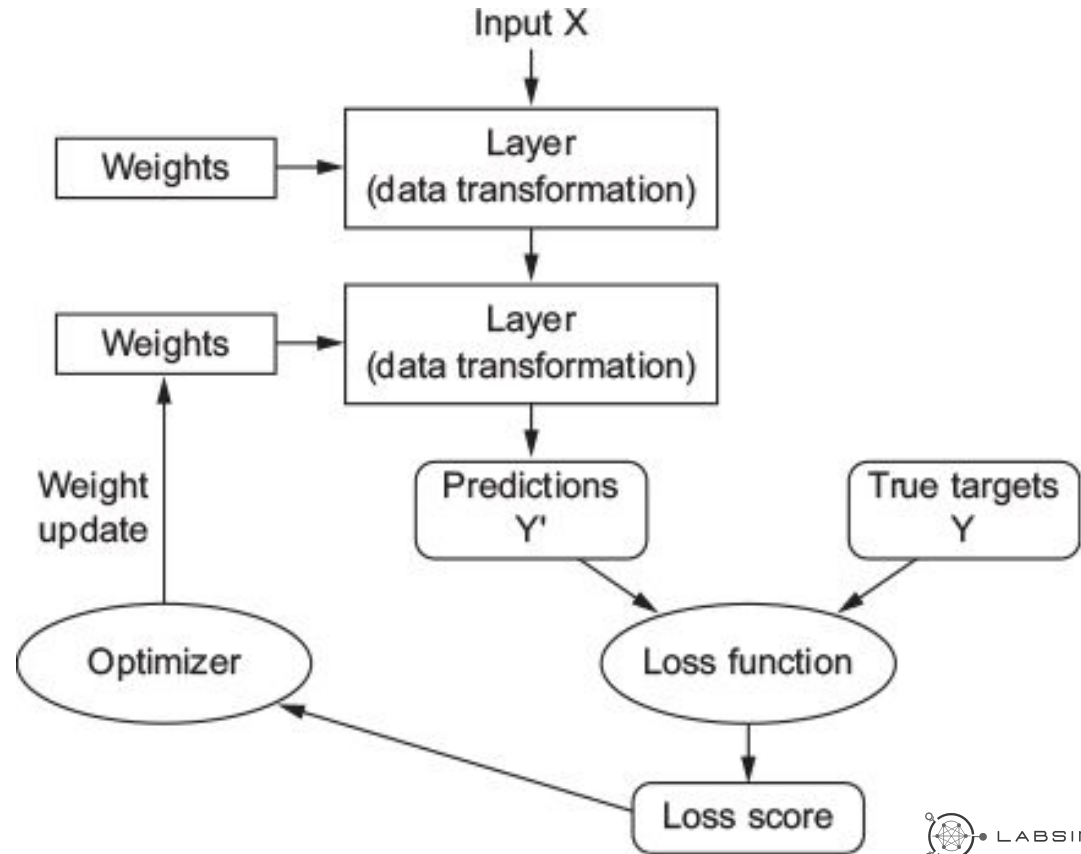 Input X
Weights
Layer
(data transformation)
Weights
Layer
(data transformation)
Weight
update
Predictions
Y'
True targets
Y
Optimizer
Loss function
Loss score